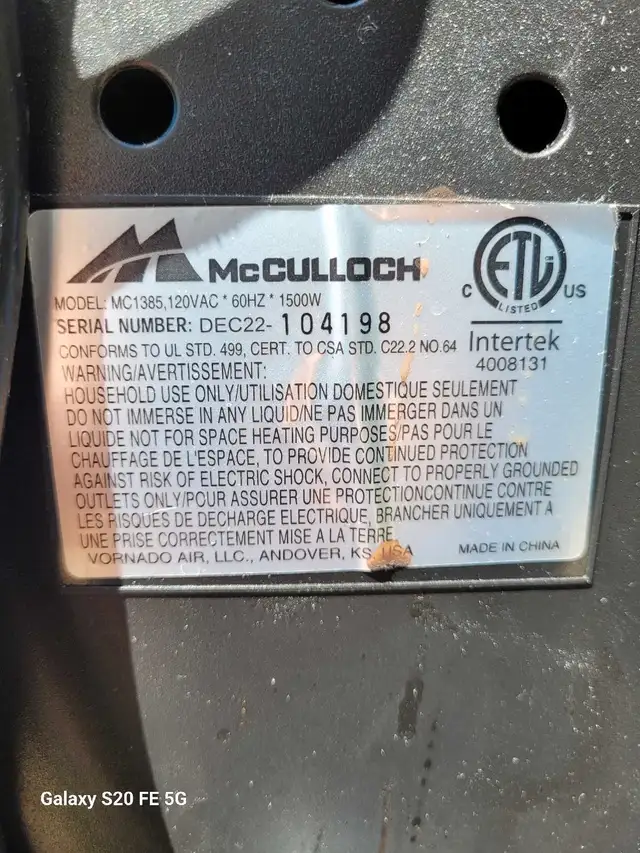 McCULLOCH
ETL LISTED
C US
MODEL: MC1385,120VAC * 60HZ * 1500W
SERIAL NUMBER: DEC22-104198
Intertek
4008131
CONFORMS TO UL STD. 499, CERT. TO CSA STD. C22.2 NO.64
WARNING/AVERTISSEMENT:
HOUSEHOLD USE ONLY/UTILISATION DOMESTIQUE SEULEMENT
DO NOT IMMERSE IN ANY LIQUID/NE PAS IMMERGER DANS UN
LIQUIDE NOT FOR SPACE HEATING PURPOSES/PAS POUR LE
CHAUFFAGE DE L'ESPACE, TO PROVIDE CONTINUED PROTECTION
AGAINST RISK OF ELECTRIC SHOCK, CONNECT TO PROPERLY GROUNDED
OUTLETS ONLY/POUR ASSURER UNE PROTECTIONCONTINUE CONTRE
LES RISQUES DE DECHARGE ELECTRIQUE, BRANCHER UNIQUEMENT A
UNE PRISE CORRECTEMENT MISE A LA TERRE.
VORNADO AIR, LLC., ANDOVER, KS, USA
MADE IN CHINA
Galaxy S20 FE 5G